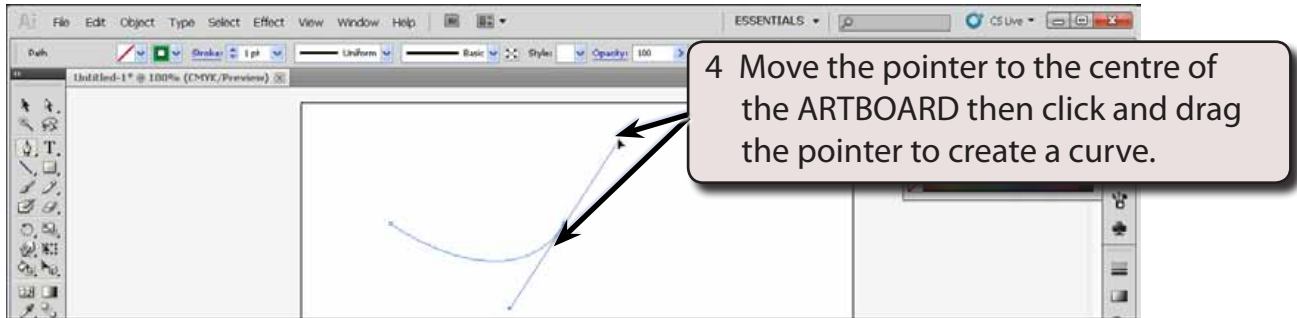 Ai File Edit Object Type Select Effect View Window Help Br ESSENTIALS CS Live
Path Stroke: 1 pt Uniform Basic Style: Opacity: 100
Untitled-1* @ 100% (CMYK/Preview)
4 Move the pointer to the centre of
the ARTBOARD then click and drag
the pointer to create a curve.